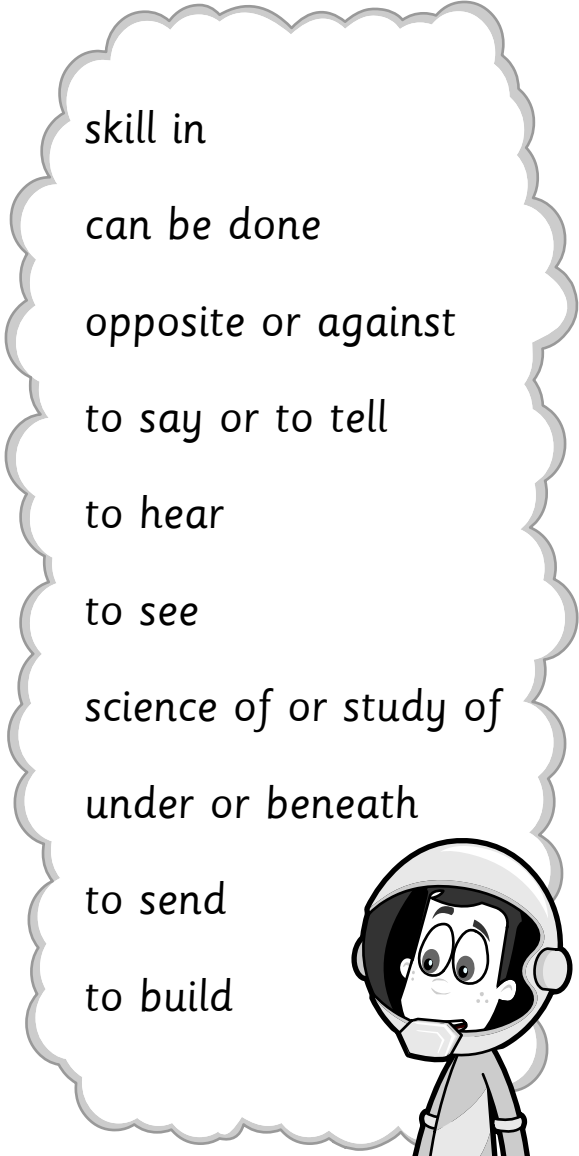 skill in
can be done
opposite or against
to say or to tell
to hear
to see
science of or study of
under or beneath
to send
to build